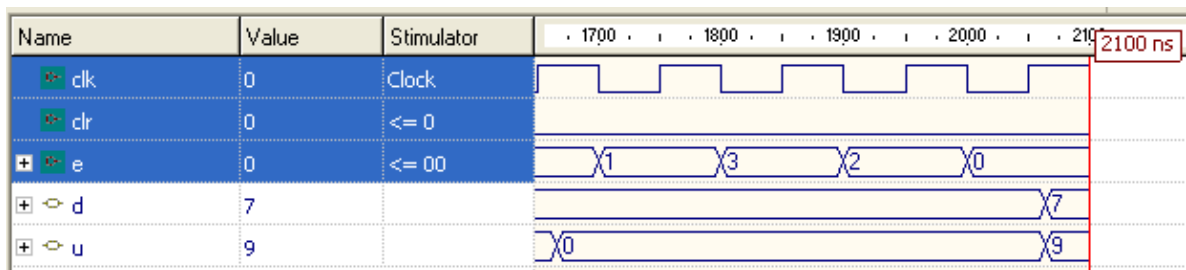 Name Value Stimulator 1700 1800 1900 2000
2100 ns
clk 0 Clock
clr 0 <= 0
e 0 <= 00 1 3 2 0
d 7 7
u 9 0 9